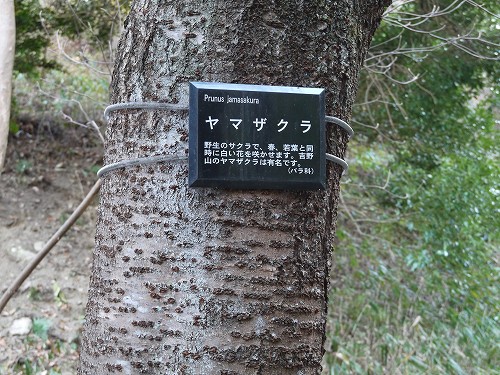 Prunus jamasakura
ヤマザクラ
野生のサクラで、春、若葉と同
時に白い花を咲かせます。吉野
山のヤマザクラは有名です。
(バラ科)